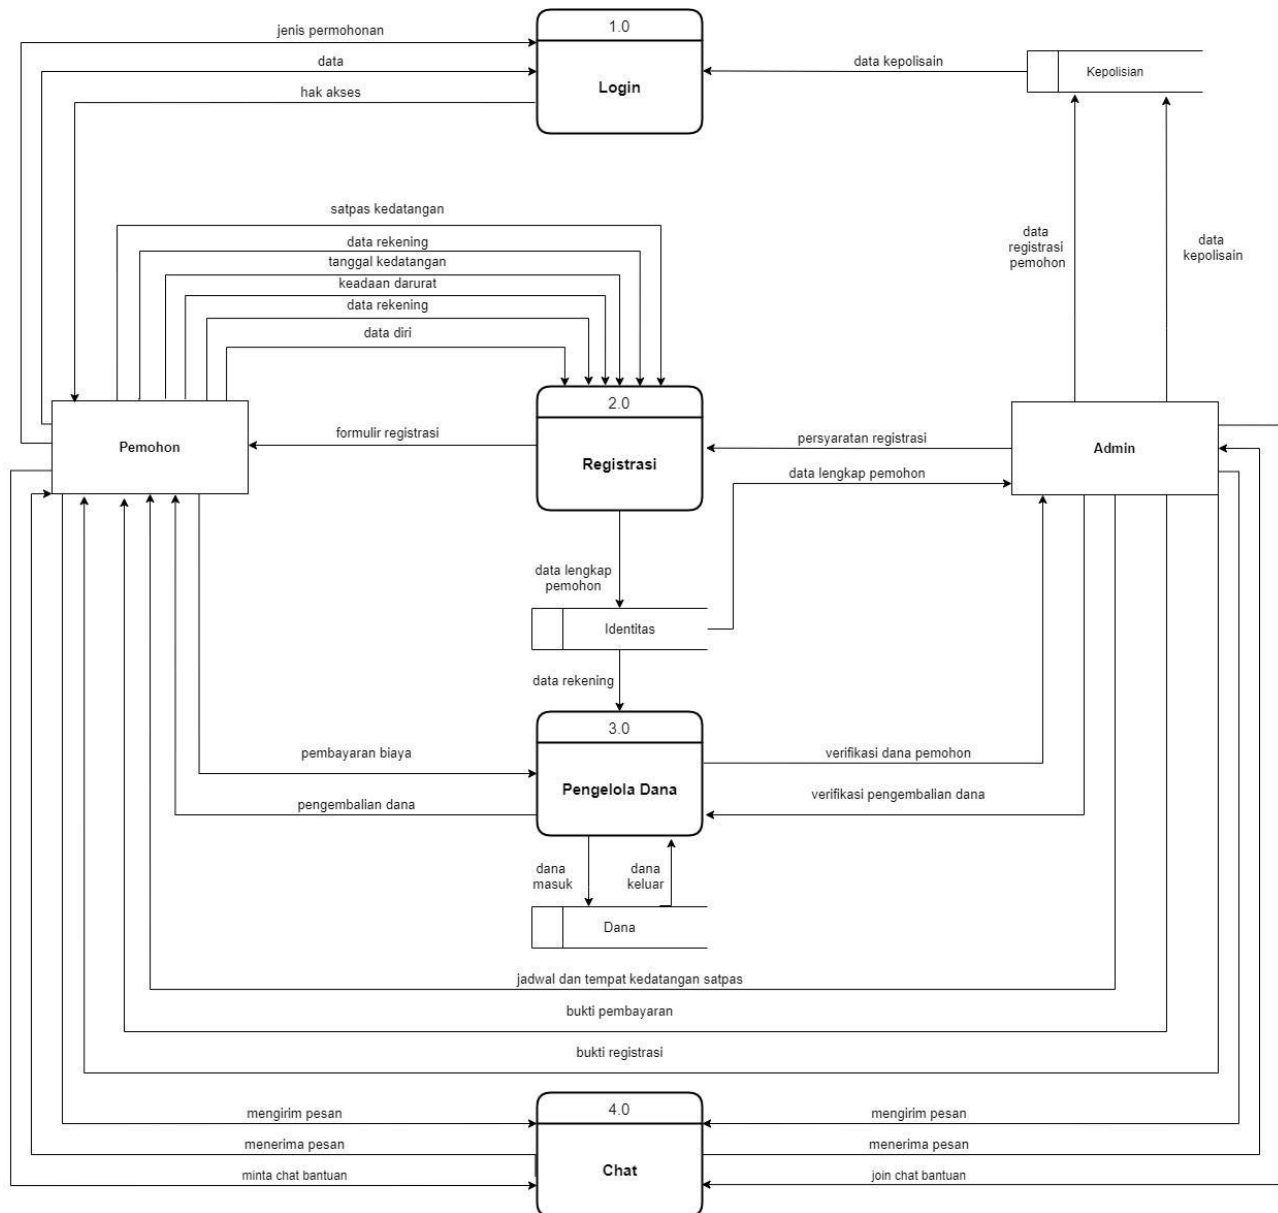 1.0
jenis permohonan
data
data kepolisain
Kepolisian
Login
hak akses
satpas kedatangan
data
registrasi
pemohon
data
kepolisain
data rekening
tanggal kedatangan
keadaan darurat
data rekening
data diri
2.0
formulir registrasi
persyaratan registrasi
Pemohon
Admin
Registrasi
data lengkap pemohon
data lengkap
pemohon
Identitas
data rekening
3.0
pembayaran biaya
verifikasi dana pemohon
Pengelola Dana
pengembalian dana
verifikasi pengembalian dana
dana
masuk
dana
keluar
Dana
jadwal dan tempat kedatangan satpas
bukti pembayaran
bukti registrasi
4.0
mengirim pesan
mengirim pesan
menerima pesan
menerima pesan
Chat
minta chat bantuan
join chat bantuan